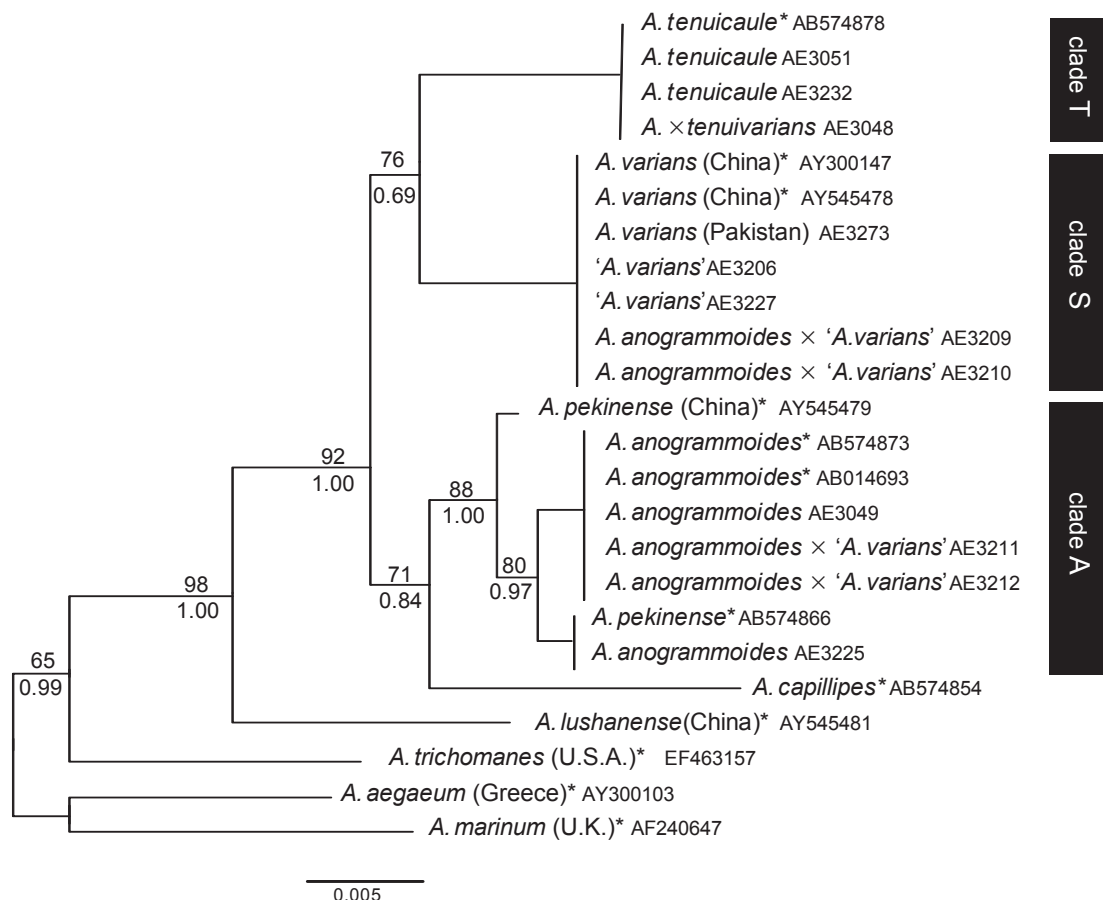 A. tenuicaule* AB574878
A. tenuicaule AE3051
A. tenuicaule AE3232
A. ×tenuivarians AE3048
clade T
A. varians (China)* AY300147
A. varians (China)* AY545478
A. varians (Pakistan) AE3273
‘A. varians’ AE3206
‘A. varians’ AE3227
A. anogrammoides × ‘A. varians’ AE3209
A. anogrammoides × ‘A. varians’ AE3210
clade S
A. pekinense (China)* AY545479
A. anogrammoides* AB574873
A. anogrammoides* AB014693
A. anogrammoides AE3049
A. anogrammoides × ‘A. varians’ AE3211
A. anogrammoides × ‘A. varians’ AE3212
A. pekinense* AB574866
A. anogrammoides AE3225
clade A
A. capillipes* AB574854
A. lushanense (China)* AY545481
A. trichomanes (U.S.A.)* EF463157
A. aegaeum (Greece)* AY300103
A. marinum (U.K.)* AF240647
76
0.69
92
1.00
88
1.00
80
0.97
71
0.84
98
1.00
65
0.99
0.005